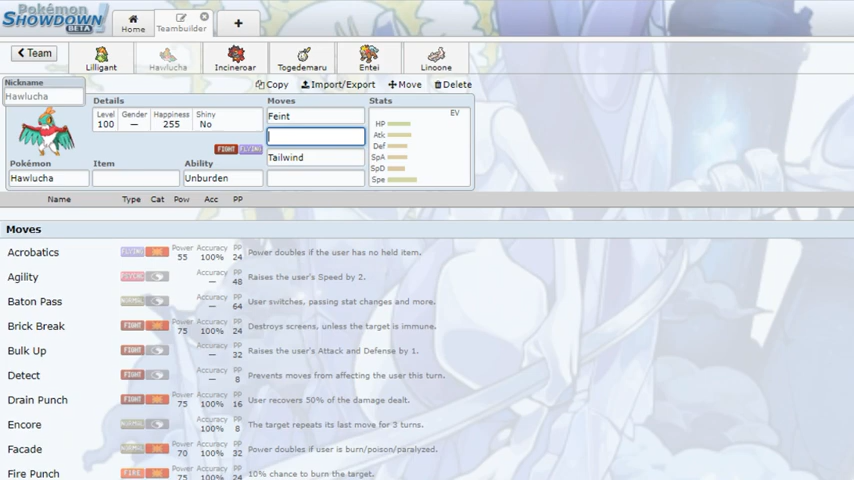 Pokémon
SHOWDOWN
BETA
Home
Teambuilder
+
Team
Lilligant
Hawlucha
Incineroar
Togedemaru
Entei
Linoone
Copy
Import/Export
Move
Delete
Nickname
Hawlucha
Details
Level
100
Gender
—
Happiness
255
Shiny
No
FIGHT FLYING
Pokémon
Hawlucha
Item
Ability
Unburden
Moves
Feint
Tailwind
Stats
EV
HP
Atk
Def
SpA
SpD
Spe
Name Type Cat Pow Acc PP
Moves
Acrobatics FLYING Power 55 Accuracy 100% PP 24 Power doubles if the user has no held item.
Agility PSYCHC Accuracy — PP 48 Raises the user's Speed by 2.
Baton Pass NORMAL Accuracy — PP 64 User switches, passing stat changes and more.
Brick Break FIGHT Power 75 Accuracy 100% PP 24 Destroys screens, unless the target is immune.
Bulk Up FIGHT Accuracy — PP 32 Raises the user's Attack and Defense by 1.
Detect FIGHT Accuracy — PP 8 Prevents moves from affecting the user this turn.
Drain Punch FIGHT Power 75 Accuracy 100% PP 16 User recovers 50% of the damage dealt.
Encore NORMAL Accuracy 100% PP 8 The target repeats its last move for 3 turns.
Facade NORMAL Power 70 Accuracy 100% PP 32 Power doubles if user is burn/poison/paralyzed.
Fire Punch FIRE Power 75 Accuracy 100% PP 24 10% chance to burn the target.